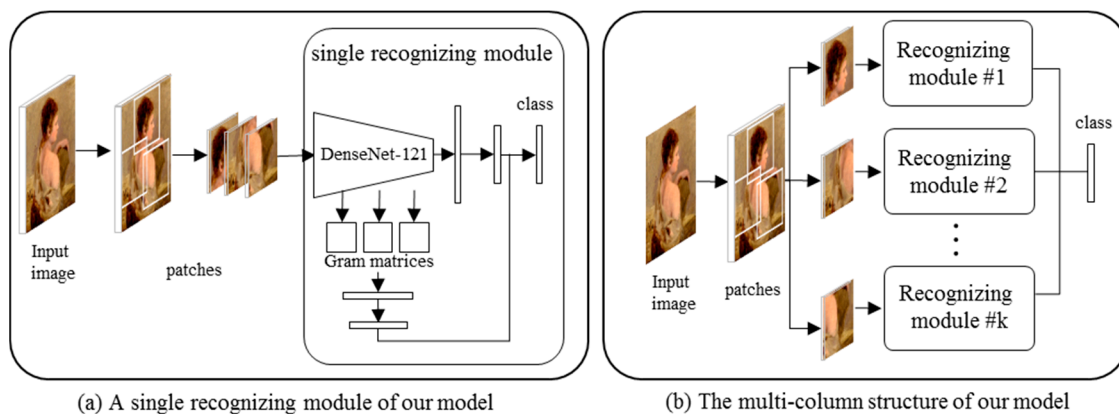 single recognizing module
class
DenseNet-121
Input
image
patches
Gram matrices
(a) A single recognizing module of our model
Recognizing
module #1
class
Recognizing
module #2
Input
image
patches
Recognizing
module #k
(b) The multi-column structure of our model